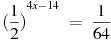 (1/2)^{4x-14} = 1/64